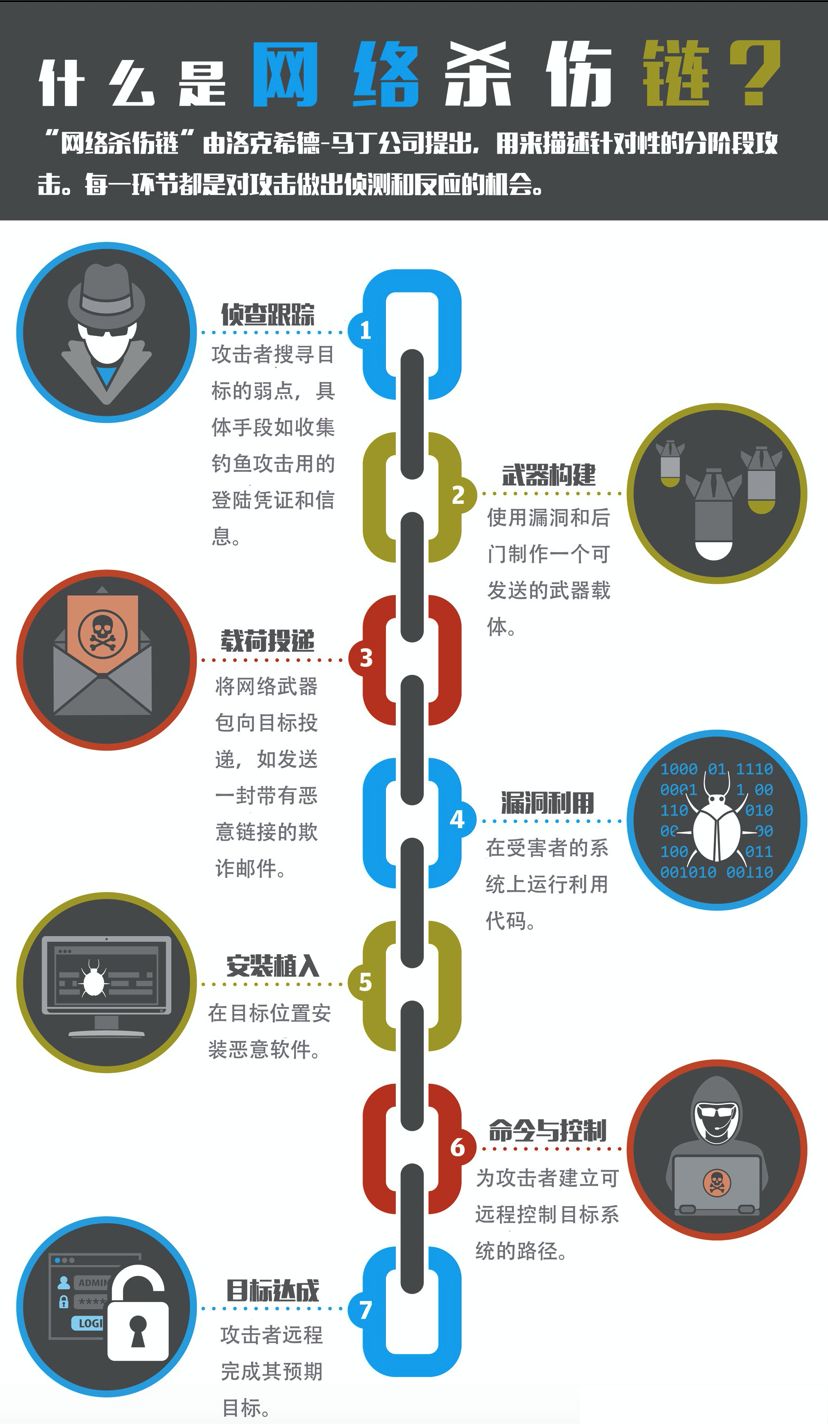 什么是网络杀伤链？
“网络杀伤链”由洛克希德-马丁公司提出，用来描述针对性的分阶段攻
击。每一环节都是对攻击做出侦测和反应的机会。
1
侦查跟踪
攻击者搜寻目
标的弱点，具
体手段如收集
钓鱼攻击用的
登陆凭证和信
息。
2
武器构建
使用漏洞和后
门制作一个可
发送的武器载
体。
3
载荷投递
将网络武器
包向目标投
递，如发送
一封带有恶
意链接的欺
诈邮件。
4
漏洞利用
在受害者的系
统上运行利用
代码。
1000 01 1110
0001 1 00
110 010
00 00
100 011
001010 00110
5
安装植入
在目标位置安
装恶意软件。
6
命令与控制
为攻击者建立可
远程控制目标系
统的路径。
7
目标达成
攻击者远程
完成其预期
目标。
ADMIN
****
LOGI